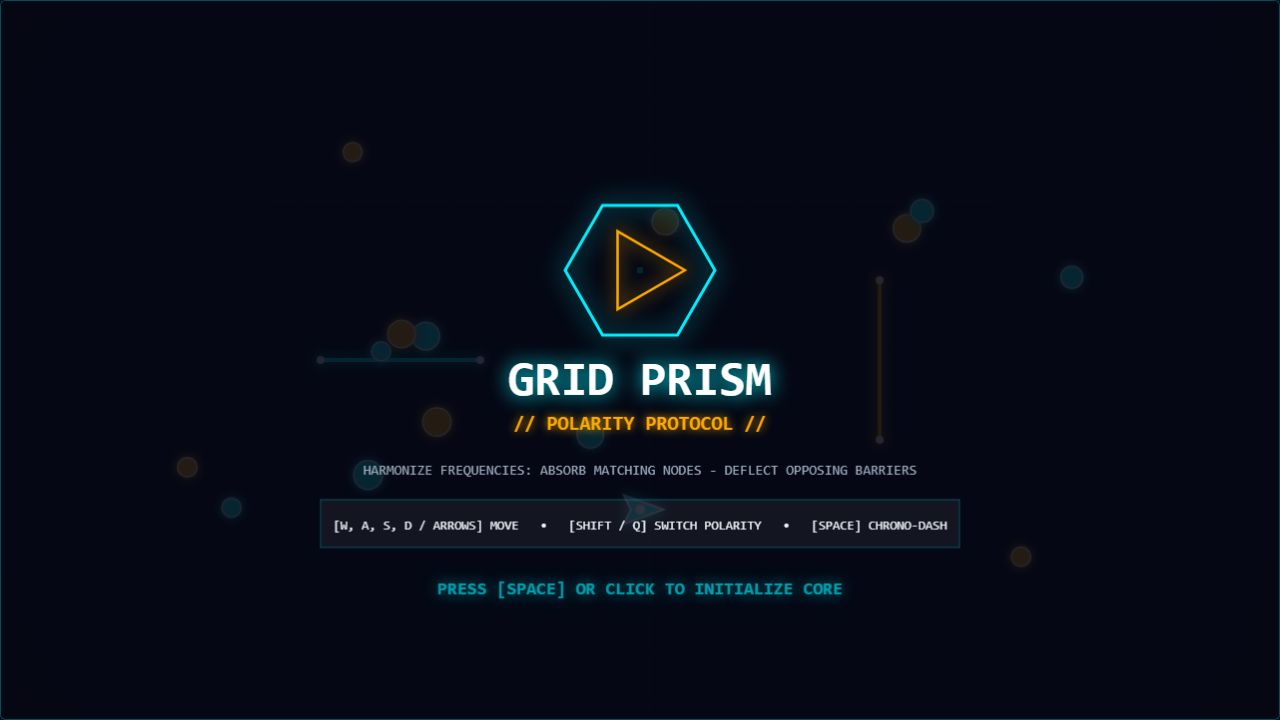 GRID PRISM
// POLARITY PROTOCOL //
HARMONIZE FREQUENCIES: ABSORB MATCHING NODES - DEFLECT OPPOSING BARRIERS
[W, A, S, D / ARROWS] MOVE • [SHIFT / Q] SWITCH POLARITY • [SPACE] CHRONO-DASH
PRESS [SPACE] OR CLICK TO INITIALIZE CORE